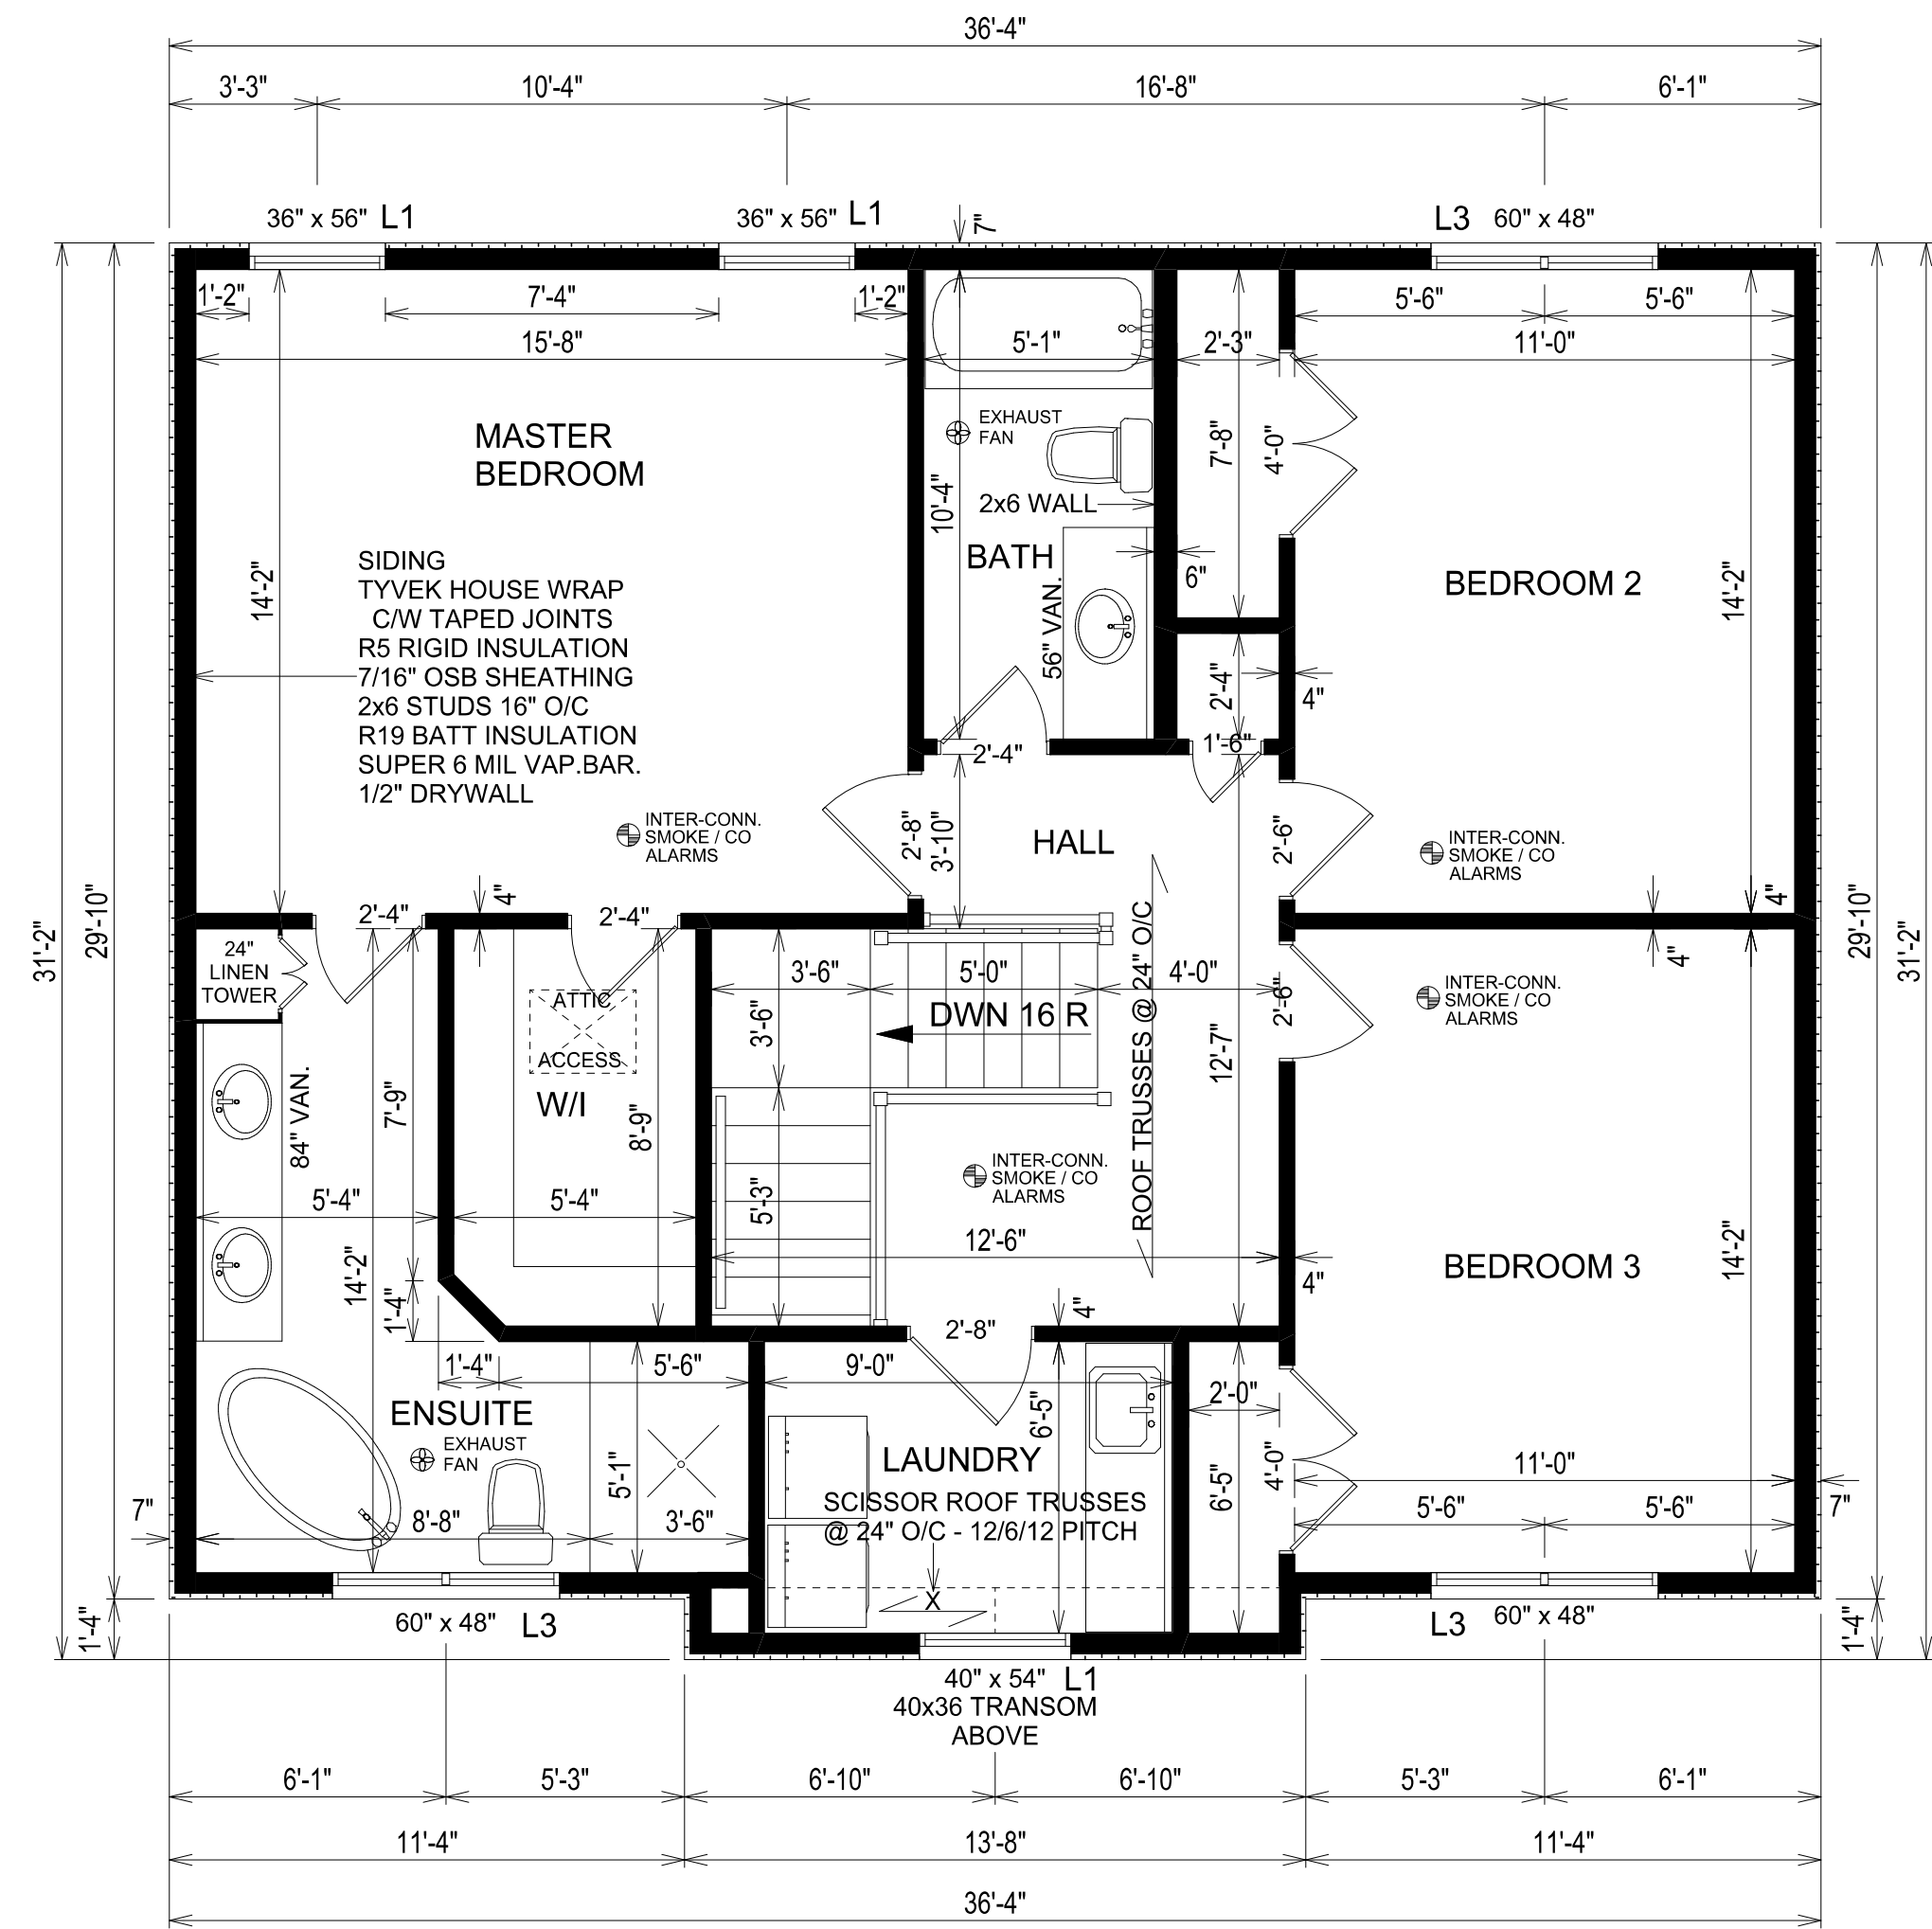 36'-4"
3'-3" 10'-4" 16'-8" 6'-1"
36" x 56" L1 36" x 56" L1 7" L3 60" x 48"
1'-2" 7'-4" 1'-2" 5'-6" 5'-6"
15'-8" 5'-1" 2'-3" 11'-0"
MASTER
BEDROOM
EXHAUST
FAN
7'-8" 4'-0"
10'-4"
2x6 WALL
BATH
56" VAN.
6"
14'-2"
SIDING
TYVEK HOUSE WRAP
C/W TAPED JOINTS
R5 RIGID INSULATION
7/16" OSB SHEATHING
2x6 STUDS 16" O/C
R19 BATT INSULATION
SUPER 6 MIL VAP.BAR.
1/2" DRYWALL
BEDROOM 2
14'-2"
2'-4" 4"
2'-4" 1'-6"
INTER-CONN.
SMOKE / CO
ALARMS
2'-8" 3'-10"
HALL
2'-6"
INTER-CONN.
SMOKE / CO
ALARMS
31'-2" 29'-10"
29'-10" 31'-2"
2'-4" 4" 2'-4" 4"
24"
LINEN
TOWER
ATTIC
ACCESS
W/I
3'-6" 5'-0" 4'-0"
3'-6"
DWN 16 R
ROOF TRUSSES @ 24" O/C
2'-6"
4"
INTER-CONN.
SMOKE / CO
ALARMS
12'-7"
84" VAN.
7'-9"
8'-9"
5'-4" 5'-4"
5'-3"
INTER-CONN.
SMOKE / CO
ALARMS
12'-6"
14'-2"
1'-4"
4"
BEDROOM 3
14'-2"
4"
2'-8"
1'-4" 5'-6" 9'-0" 2'-0"
ENSUITE
EXHAUST
FAN
5'-1"
6'-5"
LAUNDRY
SCISSOR ROOF TRUSSES
@ 24" O/C - 12/6/12 PITCH
X
6'-5" 4'-0"
11'-0"
7" 8'-8" 3'-6" 5'-6" 5'-6" 7"
1'-4" 60" x 48" L3 L3 60" x 48" 1'-4"
40" x 54" L1
40x36 TRANSOM
ABOVE
6'-1" 5'-3" 6'-10" 6'-10" 5'-3" 6'-1"
11'-4" 13'-8" 11'-4"
36'-4"